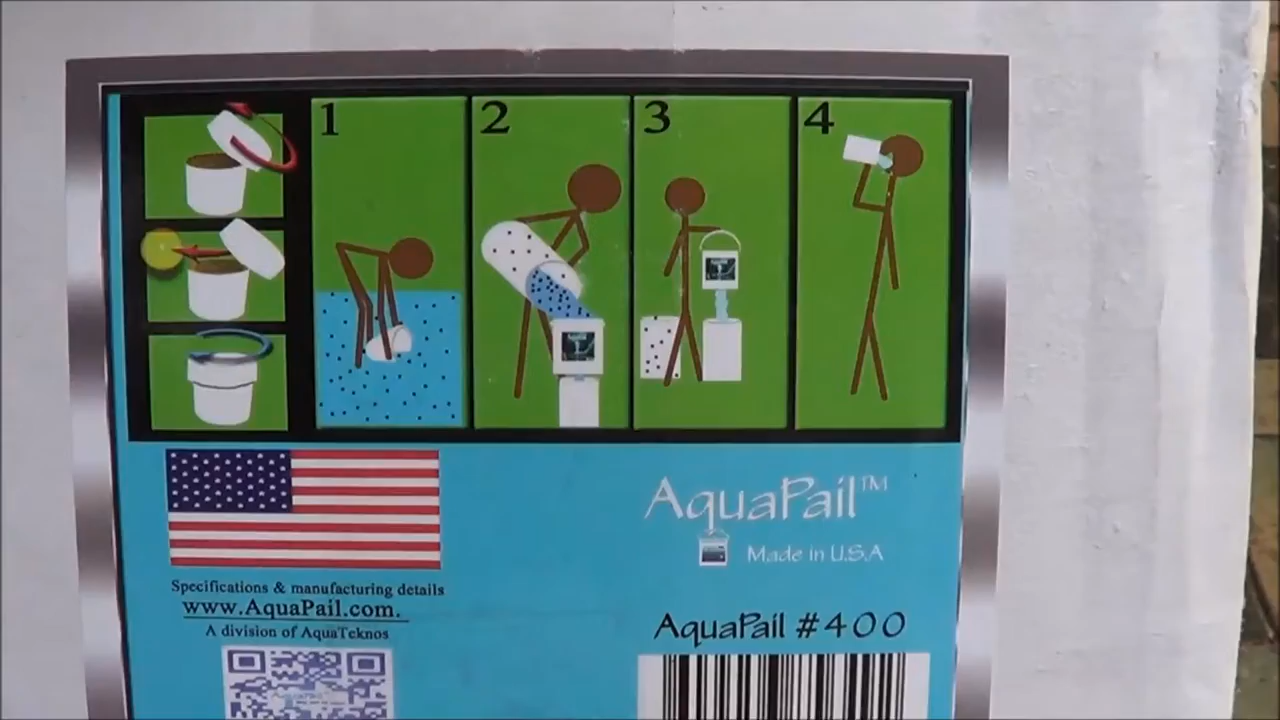 1
2
3
4
AquaPail™
Made in U.S.A
Specifications & manufacturing details
www.AquaPail.com.
A division of AquaTeknos
AquaPail #400